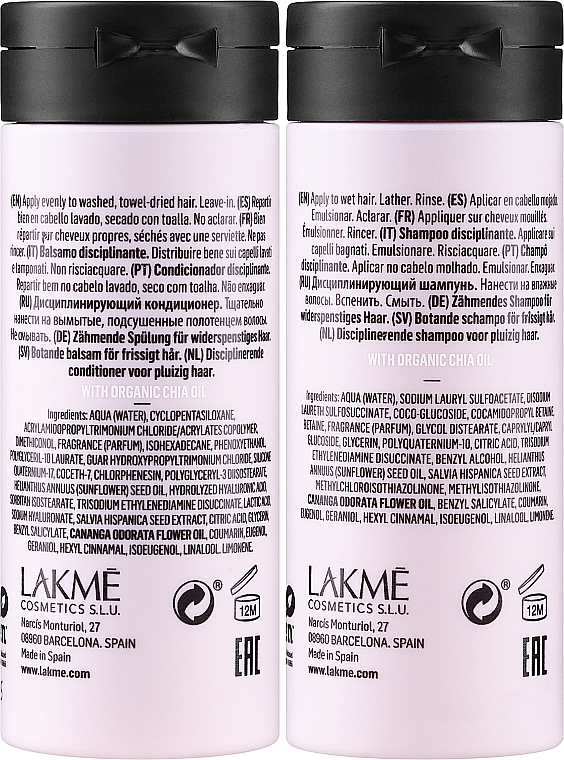 (EN) Apply evenly to washed, towel-dried hair. Leave-in. (ES) Repartir
bien en cabello lavado, secado con toalla. No aclarar. (FR) Bien
répartir sur cheveux propres, séchés avec une serviette. Ne pas
rincer. (IT) Balsamo disciplinante. Distribuire bene sui capelli lavati
e tamponati. Non risciacquare. (PT) Condicionador disciplinante.
Repartir bem no cabelo lavado, seco com toalha. Não enxaguar.
(RU) Дисциплинирующий кондиционер. Тщательно
нанести на вымытые, подсушенные полотенцем волосы.
Не смывать. (DE) Zähmende Spülung für widerspenstiges
Haar. (SV) Botande balsam för frissigt hår. (NL) Disciplinerende
conditioner voor pluizig haar.
WITH ORGANIC CHIA OIL
Ingredients: AQUA (WATER), CYCLOPENTASILOXANE,
ACRYLAMIDOPROPYLTRIMONIUM CHLORIDE/ACRYLATES COPOLYMER,
DIMETHICONOL, FRAGRANCE (PARFUM), ISOHEXADECANE, PHENOXYETHANOL,
POLYGLYCERIL-10 LAURATE, GUAR HYDROXYPROPYLTRIMONIUM CHLORIDE, SILICONE
QUATERNIUM-17, COCETH-7, CHLORPHENESIN, POLYGLYCERYL-3 DIISOSTEARATE,
HELIANTHUS ANNUUS (SUNFLOWER) SEED OIL, HYDROLYZED HYALURONIC ACID,
SORBITAN ISOSTEARATE, TRISODIUM ETHYLENEDIAMINE DISUCCINATE, LACTIC ACID,
SODIUM HYALURONATE, SALVIA HISPANICA SEED EXTRACT, CITRIC ACID, GLYCERIN,
BENZYL SALICYLATE, CANANGA ODORATA FLOWER OIL, COUMARIN, EUGENOL,
GERANIOL, HEXYL CINNAMAL, ISOEUGENOL, LINALOOL, LIMONENE.
LAKMĒ
COSMETICS S.L.U.
Narcís Monturiol, 27
08960 BARCELONA. SPAIN
Made in Spain
www.lakme.com
®
12M
EAC
(EN) Apply to wet hair. Lather. Rinse. (ES) Aplicar en cabello mojado.
Emulsionar. Aclarar. (FR) Appliquer sur cheveux mouillés.
Émulsionner. Rincer. (IT) Shampoo disciplinante. Applicare sui
capelli bagnati. Emulsionare. Risciacquare. (PT) Champô
disciplinante. Aplicar no cabelo molhado. Emulsionar. Enxaguar.
(RU) Дисциплинирующий шампунь. Нанести на влажные
волосы. Вспенить. Смыть. (DE) Zähmendes Shampoo für
widerspenstiges Haar. (SV) Botande schampo för frissigt hår.
(NL) Disciplinerende shampoo voor pluizig haar.
WITH ORGANIC CHIA OIL
Ingredients: AQUA (WATER), SODIUM LAURYL SULFOACETATE, DISODIUM
LAURETH SULFOSUCCINATE, COCO-GLUCOSIDE, COCAMIDOPROPYL BETAINE,
BETAINE, FRAGRANCE (PARFUM), GLYCOL DISTEARATE, CAPRYLYL/CAPRYL
GLUCOSIDE, GLYCERIN, POLYQUATERNIUM-10, CITRIC ACID, TRISODIUM
ETHYLENEDIAMINE DISUCCINATE, BENZYL ALCOHOL, HELIANTHUS
ANNUUS (SUNFLOWER) SEED OIL, SALVIA HISPANICA SEED EXTRACT,
METHYLCHLOROISOTHIAZOLINONE, METHYLISOTHIAZOLINONE,
CANANGA ODORATA FLOWER OIL, BENZYL SALICYLATE, COUMARIN,
EUGENOL, GERANIOL, HEXYL CINNAMAL, ISOEUGENOL, LINALOOL.
LAKMĒ
COSMETICS S.L.U.
Narcís Monturiol, 27
08960 BARCELONA. SPAIN
Made in Spain
www.lakme.com
®
12M
EAC